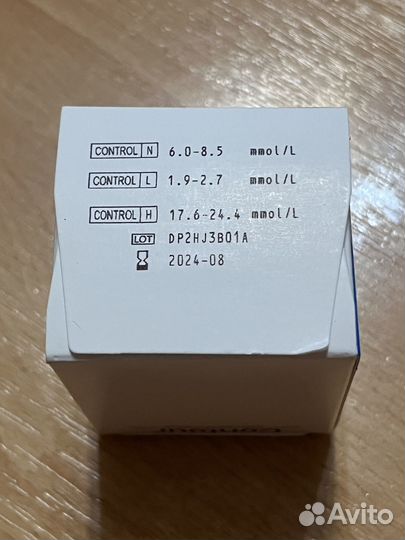 CONTROL N 6.0-8.5 mmol/L
CONTROL L 1.9-2.7 mmol/L
CONTROL H 17.6-24.4 mmol/L
LOT DP2HJ3B01A
2024-08
Contour
Avito